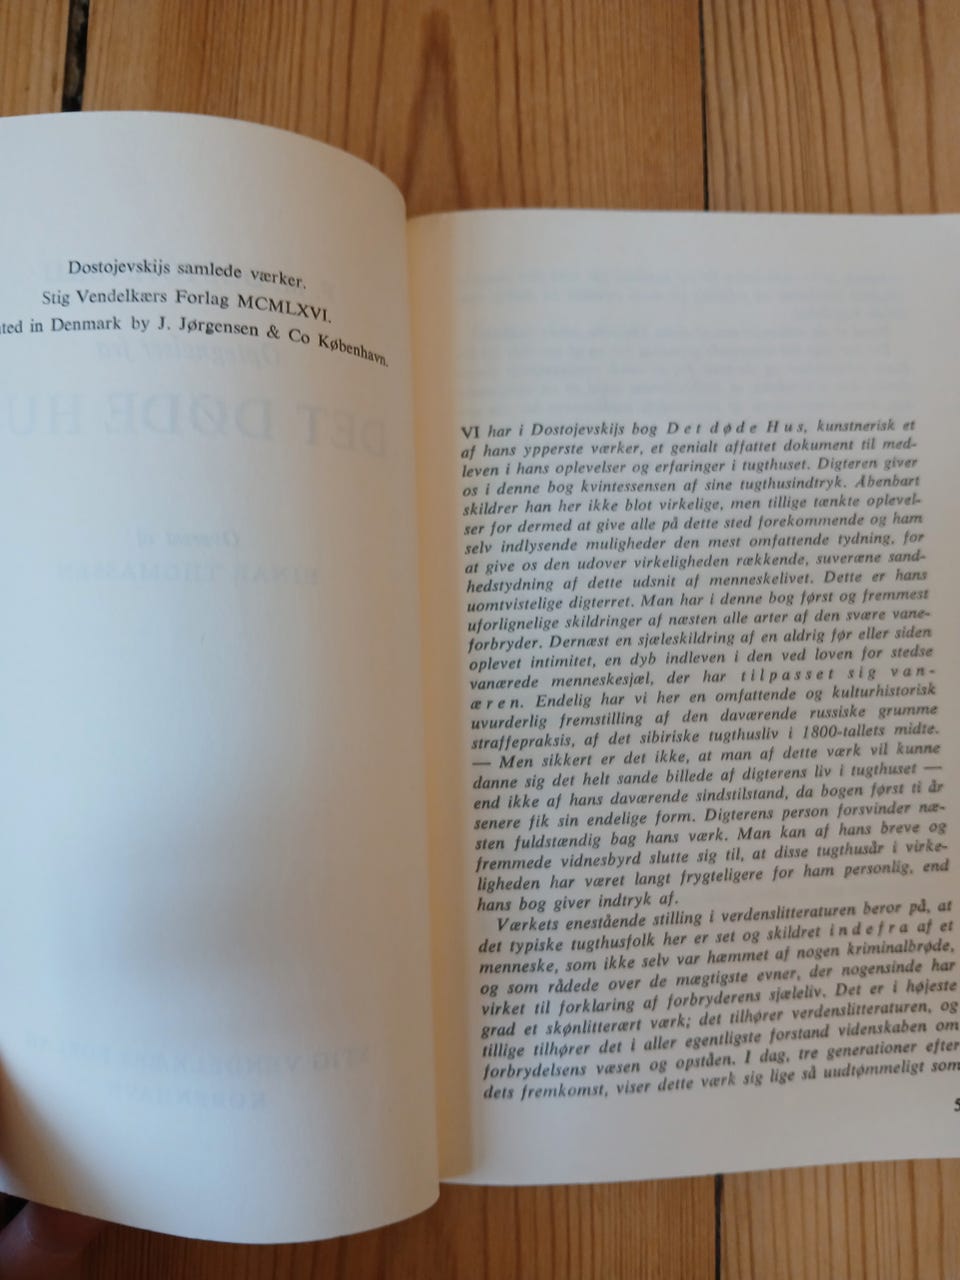 Dostojevskijs samlede værker.
Stig Vendelkærs Forlag MCMLXVI.
ted in Denmark by J. Jørgensen & Co København.
DET DØDE HU
Oversat af
EINAR THOMASSEN
VI har i Dostojevskijs bog Det døde Hus, kunstnerisk et
af hans ypperste værker, et genialt affattet dokument til med-
leven i hans oplevelser og erfaringer i tugthuset. Digteren giver
os i denne bog kvintessensen af sine tugthusindtryk. Åbenbart
skildrer han her ikke blot virkelige, men tillige tænkte oplevel-
ser for dermed at give alle på dette sted forekommende og ham
selv indlysende muligheder den mest omfattende tydning, for
at give os den udover virkeligheden rækkende, suveræne sand-
hedstydning af dette udsnit af menneskelivet. Dette er hans
uomtvistelige digterret. Man har i denne bog først og fremmest
uforlignelige skildringer af næsten alle arter af den svære vane-
forbryder. Dernæst en sjæleskildring af en aldrig før eller siden
oplevet intimitet, en dyb indleven i den ved loven for stedse
vanærede menneskesjæl, der har tilpasset sig van-
æren. Endelig har vi her en omfattende og kulturhistorisk
uvurderlig fremstilling af den daværende russiske grumme
straffepraksis, af det sibiriske tugthusliv i 1800-tallets midte.
— Men sikkert er det ikke, at man af dette værk vil kunne
danne sig det helt sande billede af digterens liv i tugthuset —
end ikke af hans daværende sindstilstand, da bogen først ti år
senere fik sin endelige form. Digterens person forsvinder næ-
sten fuldstændig bag hans værk. Man kan af hans breve og
fremmede vidnesbyrd slutte sig til, at disse tugthusår i virke-
ligheden har været langt frygteligere for ham personlig, end
hans bog giver indtryk af.
Værkets enestående stilling i verdenslitteraturen beror på, at
det typiske tugthusfolk her er set og skildret indefra af et
menneske, som ikke selv var hæmmet af nogen kriminalbrøde,
og som rådede over de mægtigste evner, der nogensinde har
virket til forklaring af forbryderens sjæleliv. Det er i højeste
grad et skønlitterært værk; det tilhører verdenslitteraturen, og
tillige tilhører det i aller egentligste forstand videnskaben om
forbrydelsens væsen og opståen. I dag, tre generationer efter
dets fremkomst, viser dette værk sig lige så uudtømmeligt som
5